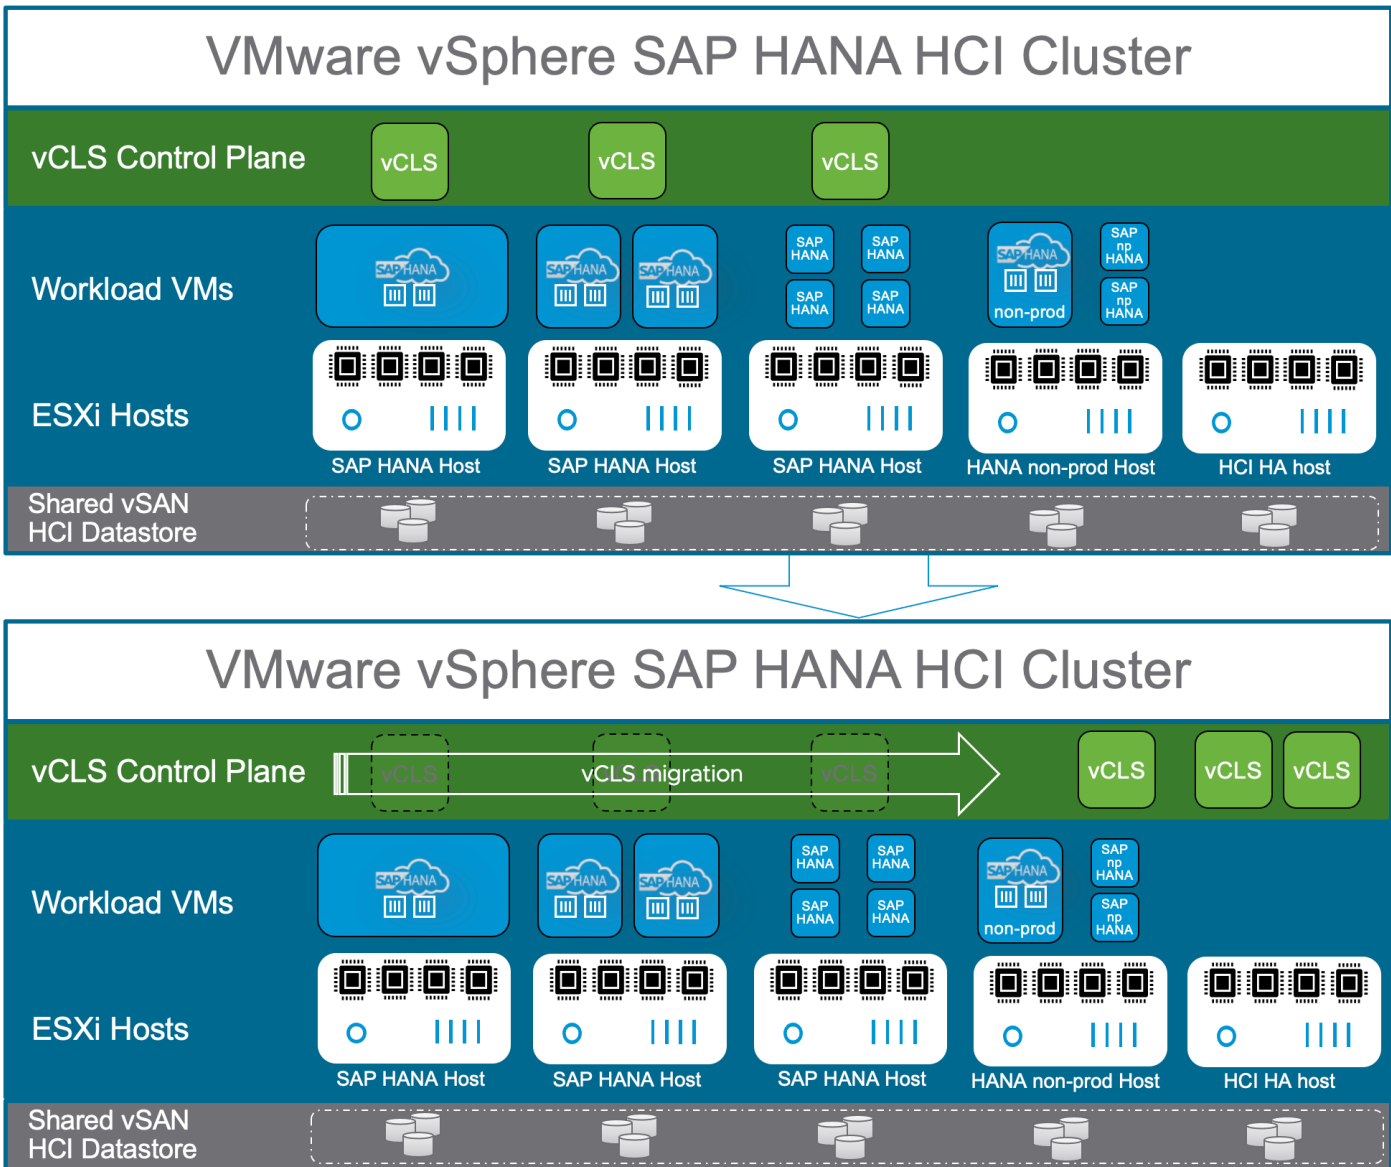 VMware vSphere SAP HANA HCI Cluster
vCLS Control Plane
vCLS
vCLS
vCLS
Workload VMs
SAP HANA
SAP HANA
SAP HANA
SAP
HANA
SAP
HANA
SAP
HANA
SAP
HANA
SAP HANA
non-prod
SAP
np
HANA
SAP
np
HANA
ESXi Hosts
SAP HANA Host
SAP HANA Host
SAP HANA Host
HANA non-prod Host
HCI HA host
Shared vSAN
HCI Datastore
VMware vSphere SAP HANA HCI Cluster
vCLS Control Plane
vCLS
vCLS
vCLS migration
vCLS
vCLS
vCLS
vCLS
Workload VMs
SAP HANA
SAP HANA
SAP HANA
SAP
HANA
SAP
HANA
SAP
HANA
SAP
HANA
SAP HANA
non-prod
SAP
np
HANA
SAP
np
HANA
ESXi Hosts
SAP HANA Host
SAP HANA Host
SAP HANA Host
HANA non-prod Host
HCI HA host
Shared vSAN
HCI Datastore